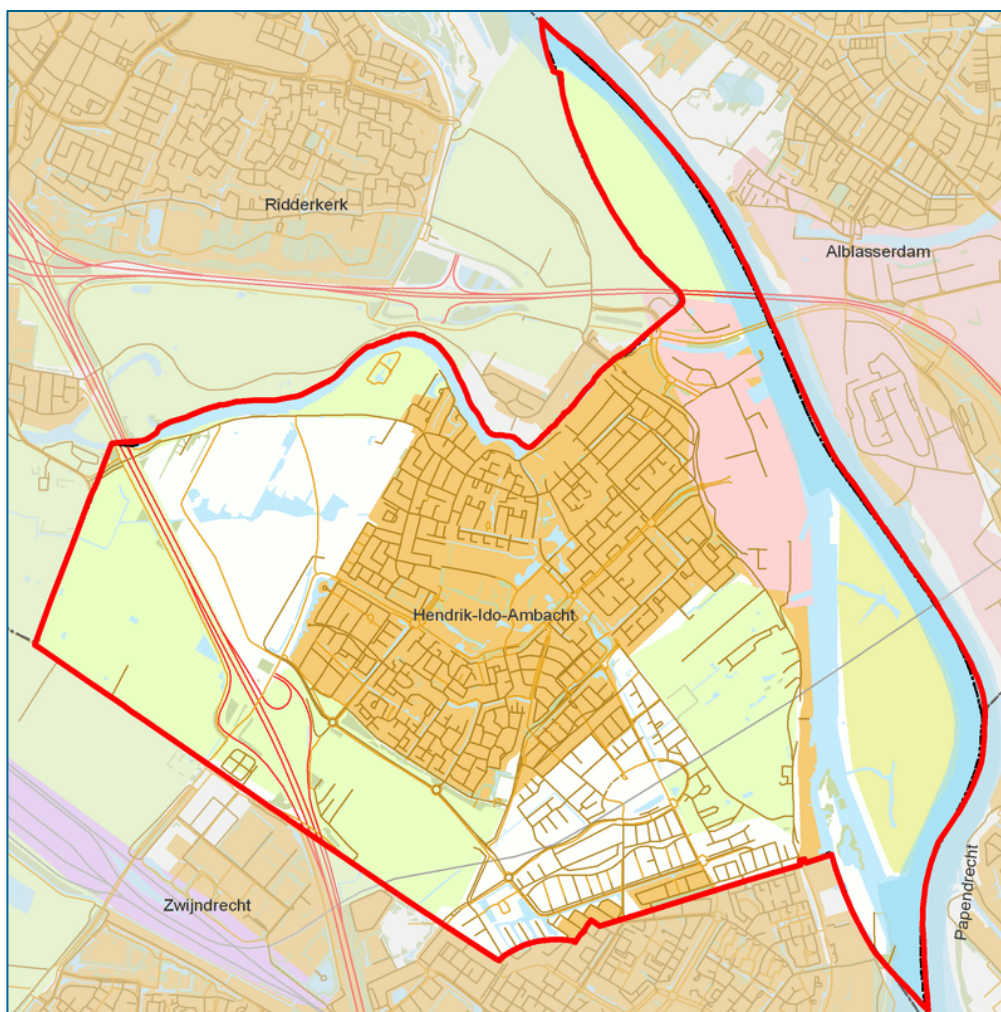 Ridderkerk
Alblasserdam
Hendrik-Ido-Ambacht
Zwijndrecht
Papendrecht